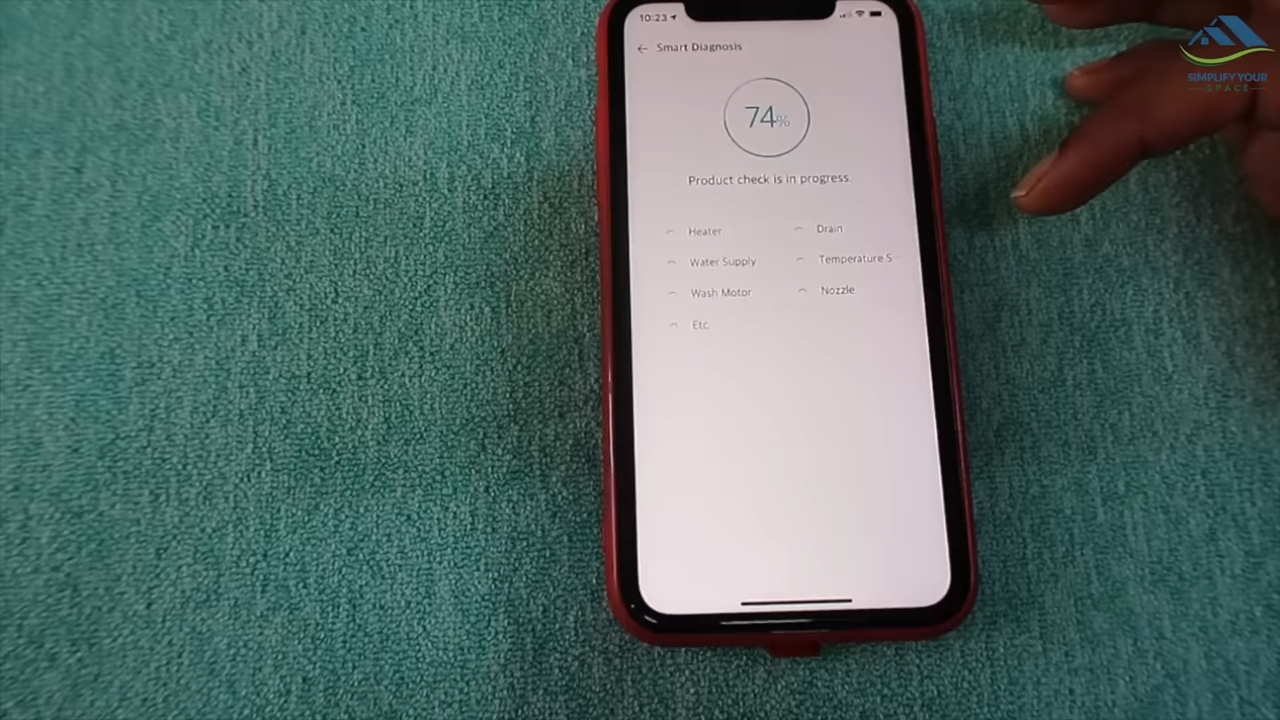 10:23
Smart Diagnosis
74%
Product check is in progress.
Heater
Drain
Water Supply
Temperature S
Wash Motor
Nozzle
Etc.
SIMPLIFY YOUR
SPACE